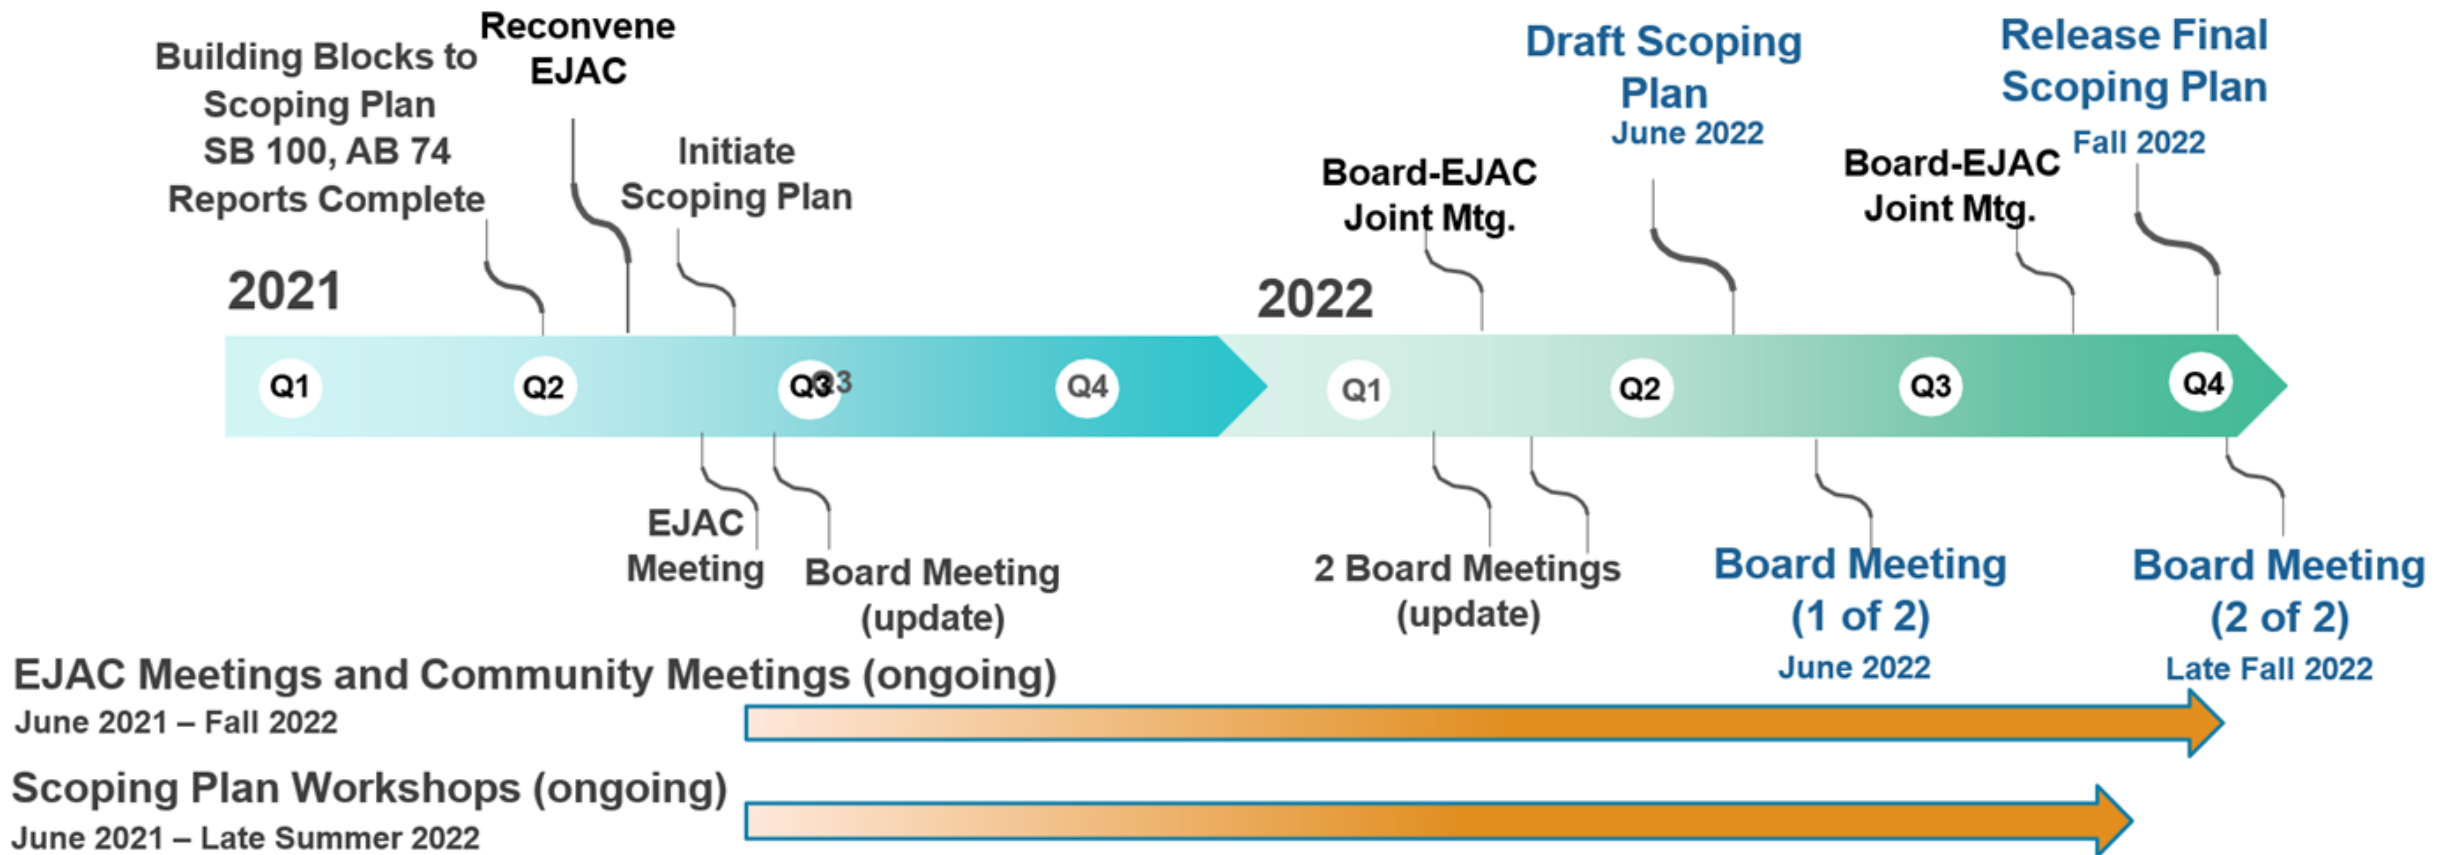 Building Blocks to
Scoping Plan
SB 100, AB 74
Reports Complete
Reconvene
EJAC
Initiate
Scoping Plan
Board-EJAC
Joint Mtg.
Draft Scoping
Plan
June 2022
Board-EJAC
Joint Mtg.
Release Final
Scoping Plan
Fall 2022
2021
2022
Q1
Q2
Q3
Q3
Q4
Q1
Q2
Q3
Q4
EJAC
Meeting
Board Meeting
(update)
2 Board Meetings
(update)
Board Meeting
(1 of 2)
June 2022
Board Meeting
(2 of 2)
Late Fall 2022
EJAC Meetings and Community Meetings (ongoing)
June 2021 – Fall 2022
Scoping Plan Workshops (ongoing)
June 2021 – Late Summer 2022